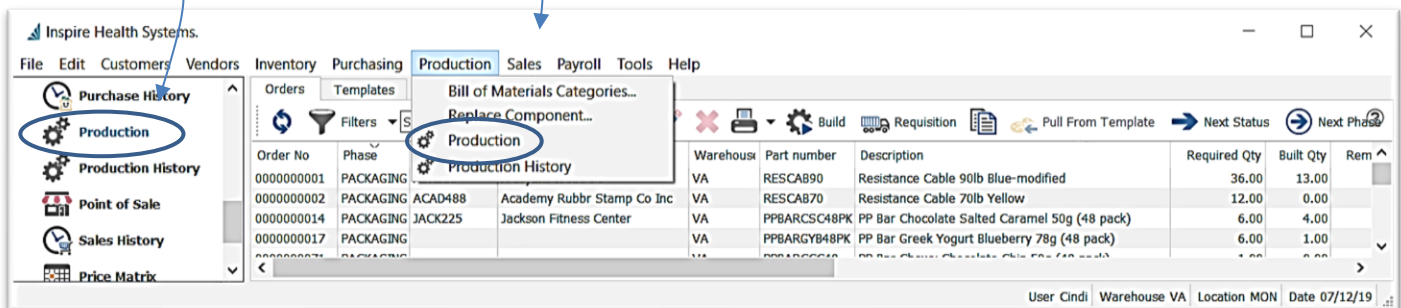 Inspire Health Systems.
File Edit Customers Vendors Inventory Purchasing Production Sales Payroll Tools Help
Purchase History
Production
Production History
Point of Sale
Sales History
Price Matrix
Orders Templates
Bill of Materials Categories...
Replace Component...
Production
Production History
Filters Build Requisition Pull From Template Next Status Next Phase
Order No Phase Warehouse Part number Description Required Qty Built Qty Rem
0000000001 PACKAGING VA RESCAB90 Resistance Cable 90lb Blue-modified 36.00 13.00
0000000002 PACKAGING ACAD488 Academy Rubbr Stamp Co Inc VA RESCAB70 Resistance Cable 70lb Yellow 12.00 0.00
0000000014 PACKAGING JACK225 Jackson Fitness Center VA PPBARCSC48PK PP Bar Chocolate Salted Caramel 50g (48 pack) 6.00 4.00
0000000017 PACKAGING VA PPBARGYB48PK PP Bar Greek Yogurt Blueberry 78g (48 pack) 6.00 1.00
User Cindi Warehouse VA Location MON Date 07/12/19